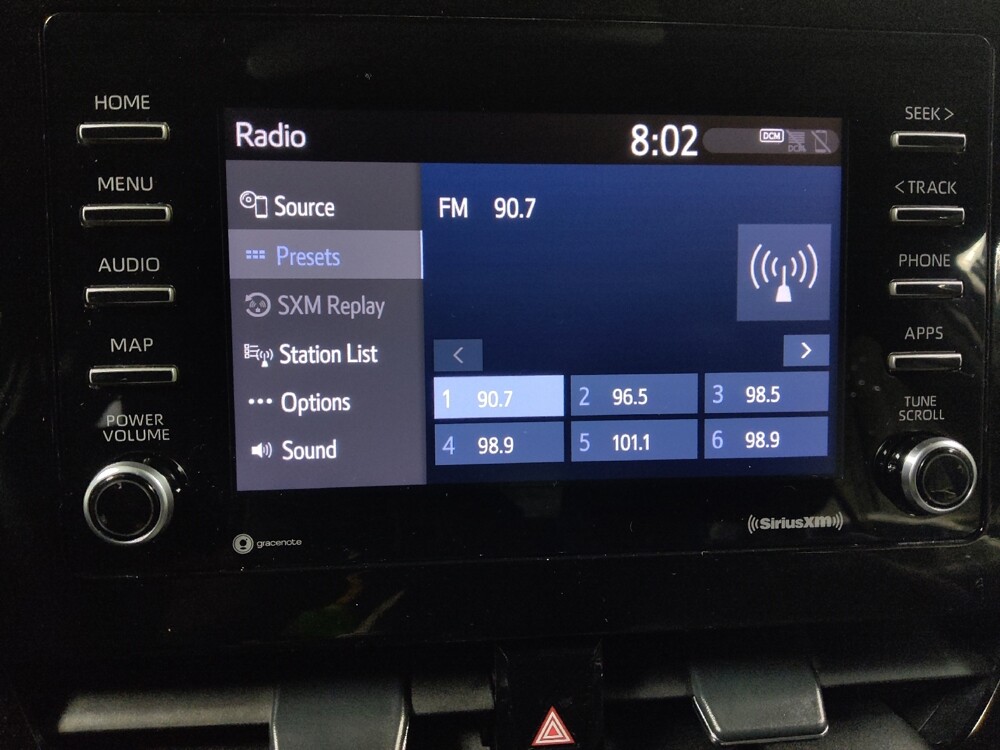 HOME
MENU
AUDIO
MAP
POWER
VOLUME
Radio
8:02
DCM
DCM
Source
Presets
SXM Replay
Station List
Options
Sound
FM 90.7
<
>
1 90.7
2 96.5
3 98.5
4 98.9
5 101.1
6 98.9
gracenote
((SiriusXM))
SEEK >
< TRACK
PHONE
APPS
TUNE
SCROLL